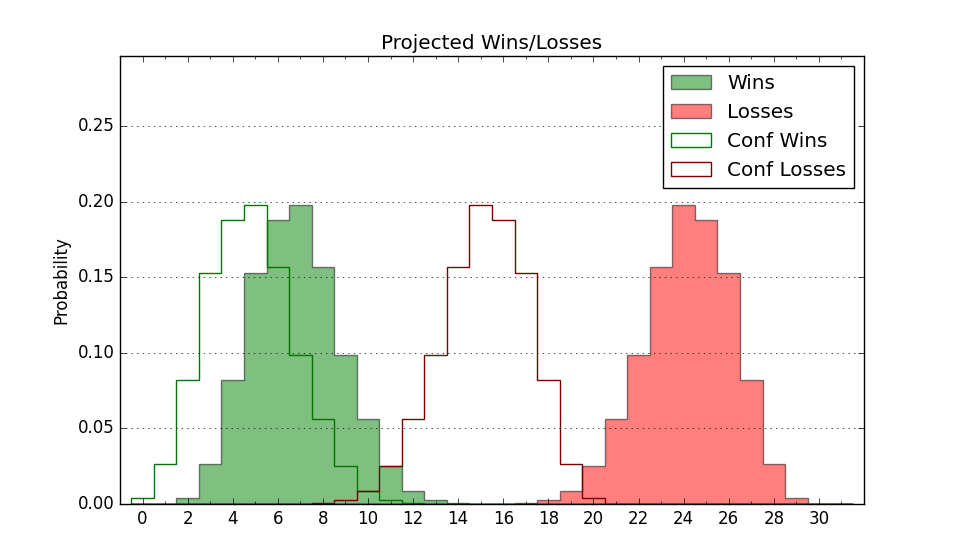 Projected Wins/Losses
Wins
Losses
Conf Wins
Conf Losses
Probability
0.25
0.20
0.15
0.10
0.05
0.00
0 2 4 6 8 10 12 14 16 18 20 22 24 26 28 30